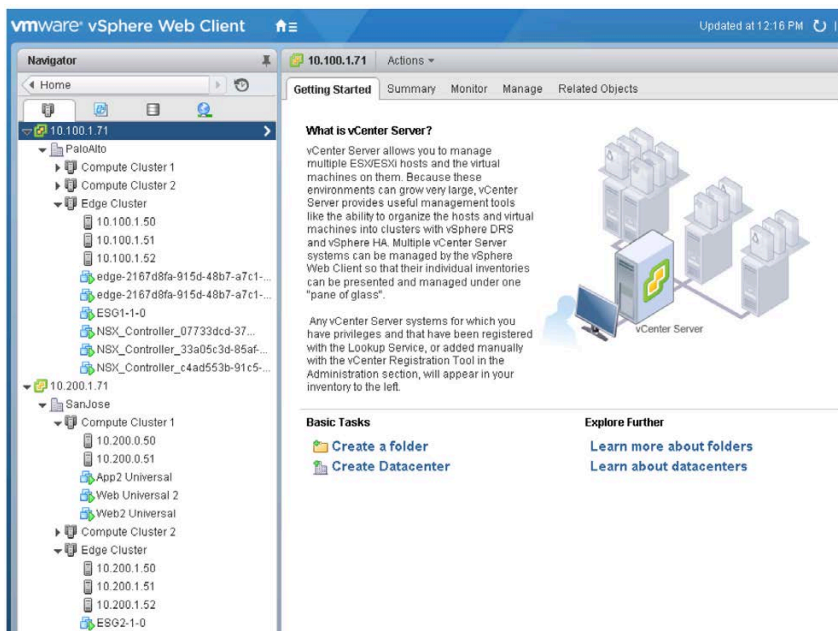 vmware® vSphere Web Client
Updated at 12:16 PM
Navigator
Home
10.100.1.71
PaloAlto
Compute Cluster 1
Compute Cluster 2
Edge Cluster
10.100.1.50
10.100.1.51
10.100.1.52
edge-2167d8fa-915d-48b7-a7c1-...
edge-2167d8fa-915d-48b7-a7c1-...
ESG1-1-0
NSX_Controller_07733dcd-37...
NSX_Controller_33a05c3d-85af-...
NSX_Controller_c4ad553b-91c5-...
10.200.1.71
SanJose
Compute Cluster 1
10.200.0.50
10.200.0.51
App2 Universal
Web Universal 2
Web2 Universal
Compute Cluster 2
Edge Cluster
10.200.1.50
10.200.1.51
10.200.1.52
ESG2-1-0
10.100.1.71 Actions
Getting Started Summary Monitor Manage Related Objects
What is vCenter Server?
vCenter Server allows you to manage
multiple ESX/ESXi hosts and the virtual
machines on them. Because these
environments can grow very large, vCenter
Server provides useful management tools
like the ability to organize the hosts and virtual
machines into clusters with vSphere DRS
and vSphere HA. Multiple vCenter Server
systems can be managed by the vSphere
Web Client so that their individual inventories
can be presented and managed under one
"pane of glass".
Any vCenter Server systems for which you
have privileges and that have been registered
with the Lookup Service, or added manually
with the vCenter Registration Tool in the
Administration section, will appear in your
inventory to the left.
vCenter Server
Basic Tasks
Create a folder
Create Datacenter
Explore Further
Learn more about folders
Learn about datacenters